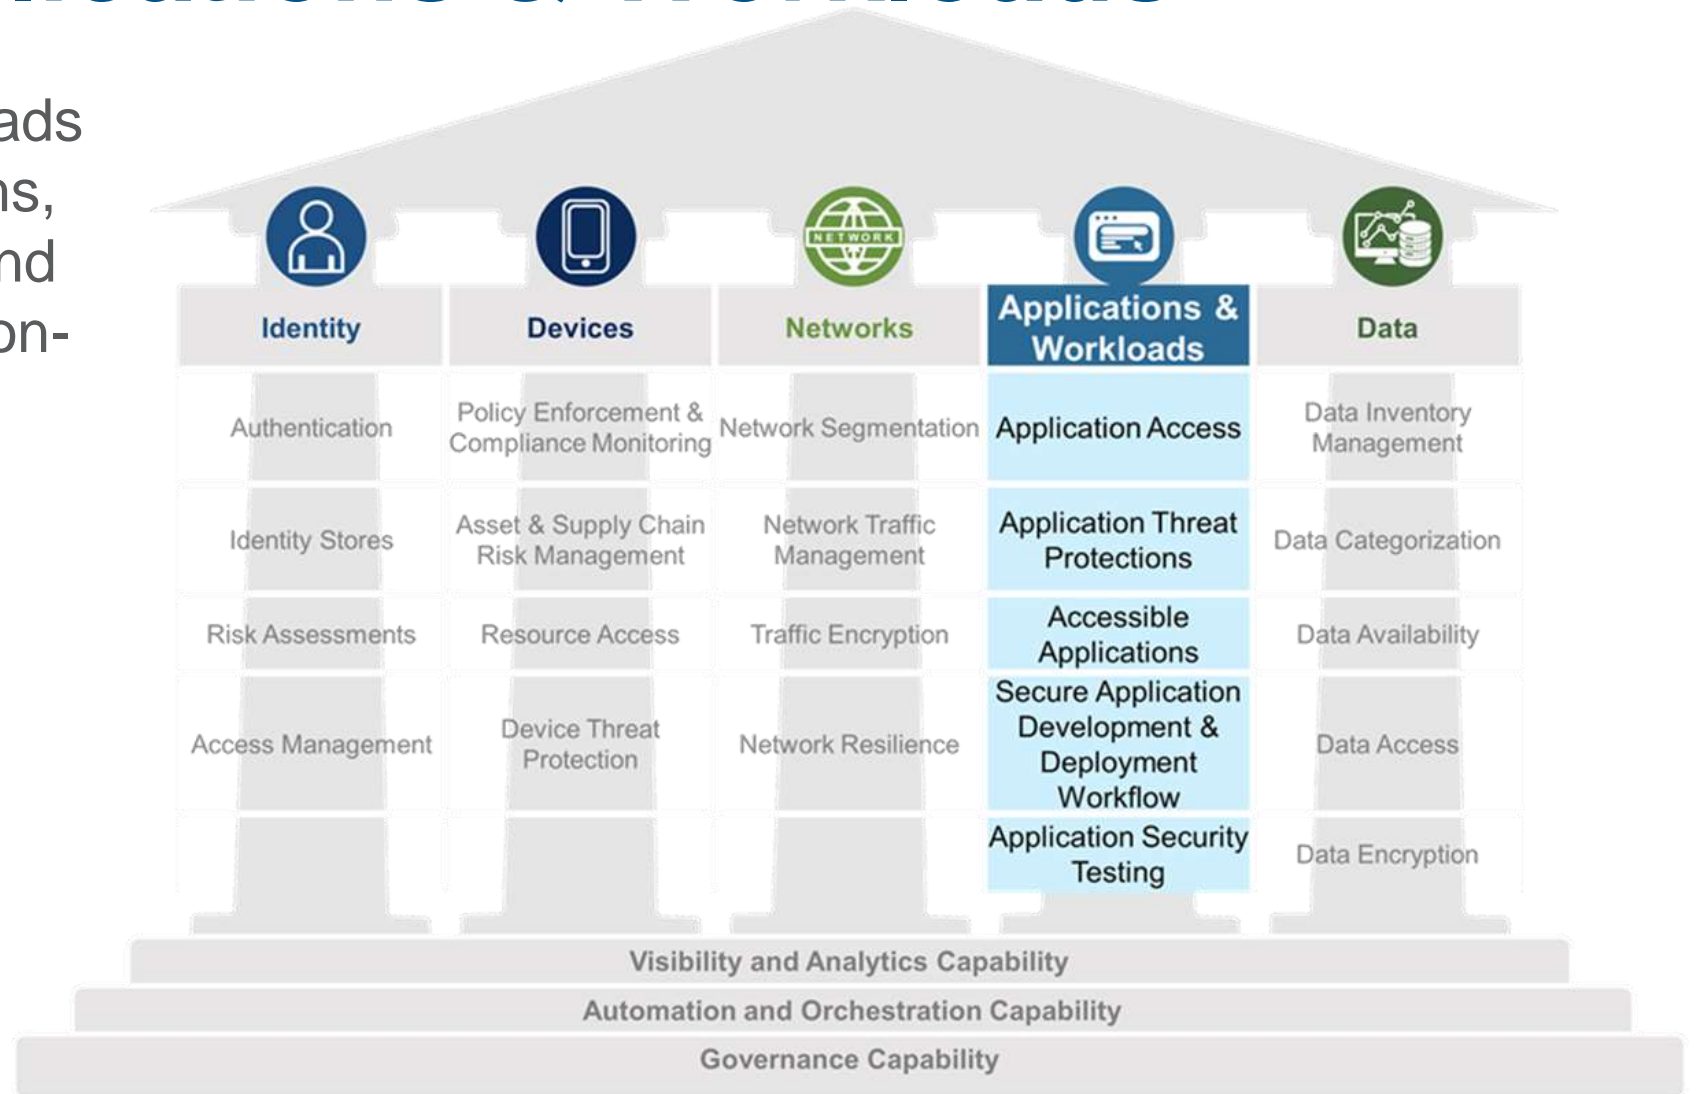 & Workloads
ads
ns,
nd
on-
NETWORK
Identity
Devices
Networks
Applications &
Workloads
Data
Authentication
Policy Enforcement &
Compliance Monitoring
Network Segmentation
Application Access
Data Inventory
Management
Identity Stores
Asset & Supply Chain
Risk Management
Network Traffic
Management
Application Threat
Protections
Data Categorization
Risk Assessments
Resource Access
Traffic Encryption
Accessible
Applications
Data Availability
Access Management
Device Threat
Protection
Network Resilience
Secure Application
Development &
Deployment
Workflow
Data Access
Application Security
Testing
Data Encryption
Visibility and Analytics Capability
Automation and Orchestration Capability
Governance Capability